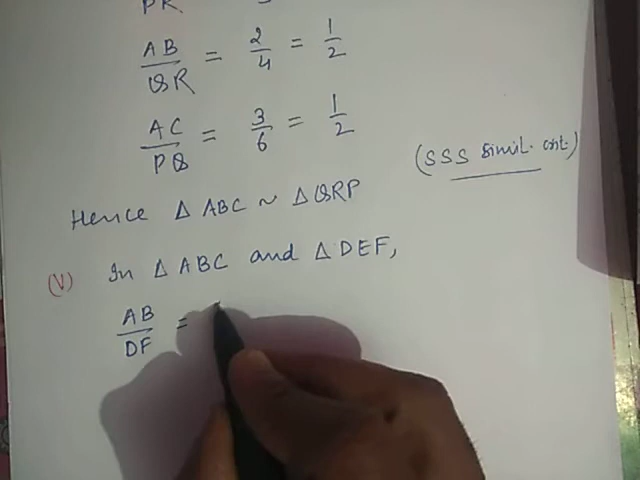 PR
AB/QR = 2/4 = 1/2
AC/PQ = 3/6 = 1/2
(SSS simil. crit.)
Hence Δ ABC ~ Δ QRP
(V) In Δ ABC and Δ DEF,
AB/DF =